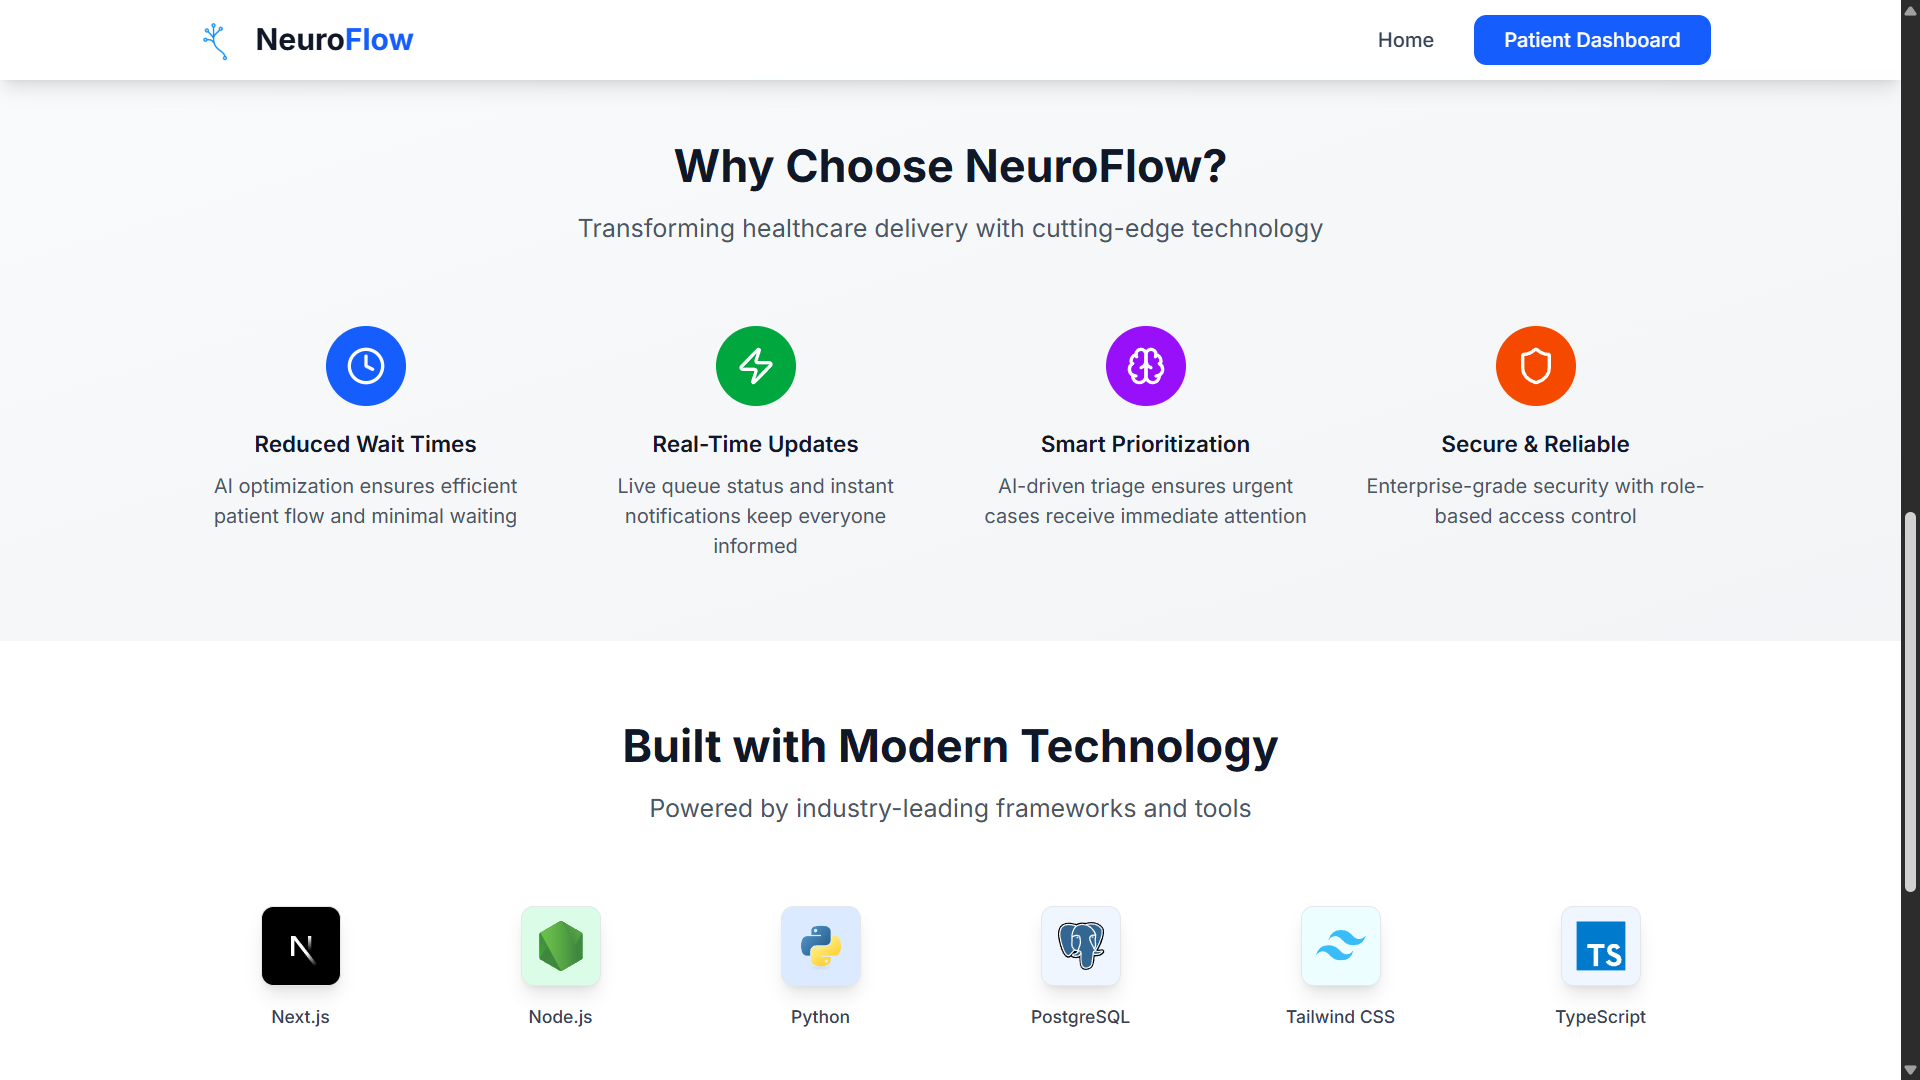 NeuroFlow
Home
Patient Dashboard
Why Choose NeuroFlow?
Transforming healthcare delivery with cutting-edge technology
Reduced Wait Times
AI optimization ensures efficient
patient flow and minimal waiting
Real-Time Updates
Live queue status and instant
notifications keep everyone
informed
Smart Prioritization
AI-driven triage ensures urgent
cases receive immediate attention
Secure & Reliable
Enterprise-grade security with role-
based access control
Built with Modern Technology
Powered by industry-leading frameworks and tools
N
Next.js
Node.js
Python
PostgreSQL
Tailwind CSS
TS
TypeScript